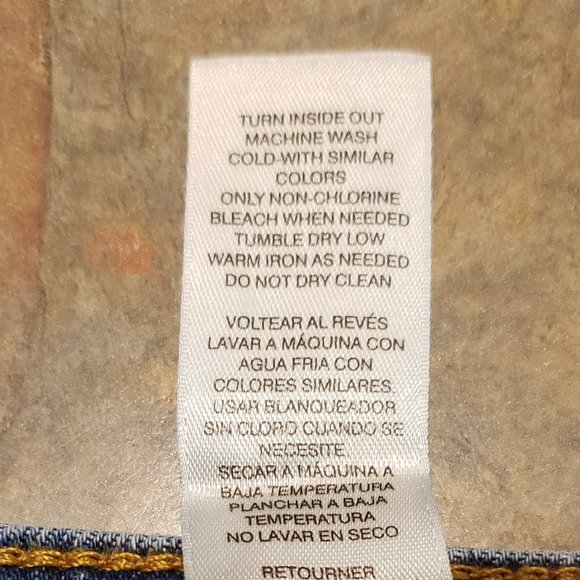 TURN INSIDE OUT
MACHINE WASH
COLD-WITH SIMILAR
COLORS
ONLY NON-CHLORINE
BLEACH WHEN NEEDED
TUMBLE DRY LOW
WARM IRON AS NEEDED
DO NOT DRY CLEAN
VOLTEAR AL REVÉS
LAVAR A MÁQUINA CON
AGUA FRIA CON
COLORES SIMILARES.
USAR BLANQUEADOR
SIN CLORO CUANDO SE
NECESITE.
SECAR A MÁQUINA A
BAJA TEMPERATURA
PLANCHAR A BAJA
TEMPERATURA
NO LAVAR EN SECO
RETOURNER